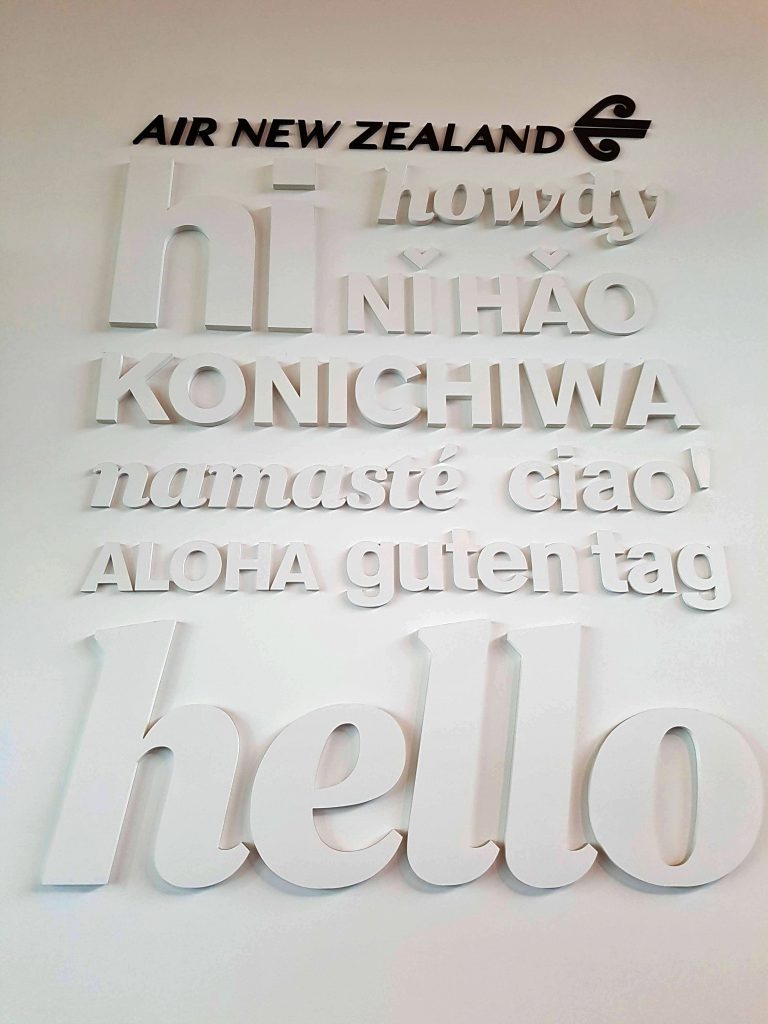 AIR NEW ZEALAND
hi howdy
NǏ HǍO
KONICHIWA
namasté ciao!
ALOHA guten tag
hello